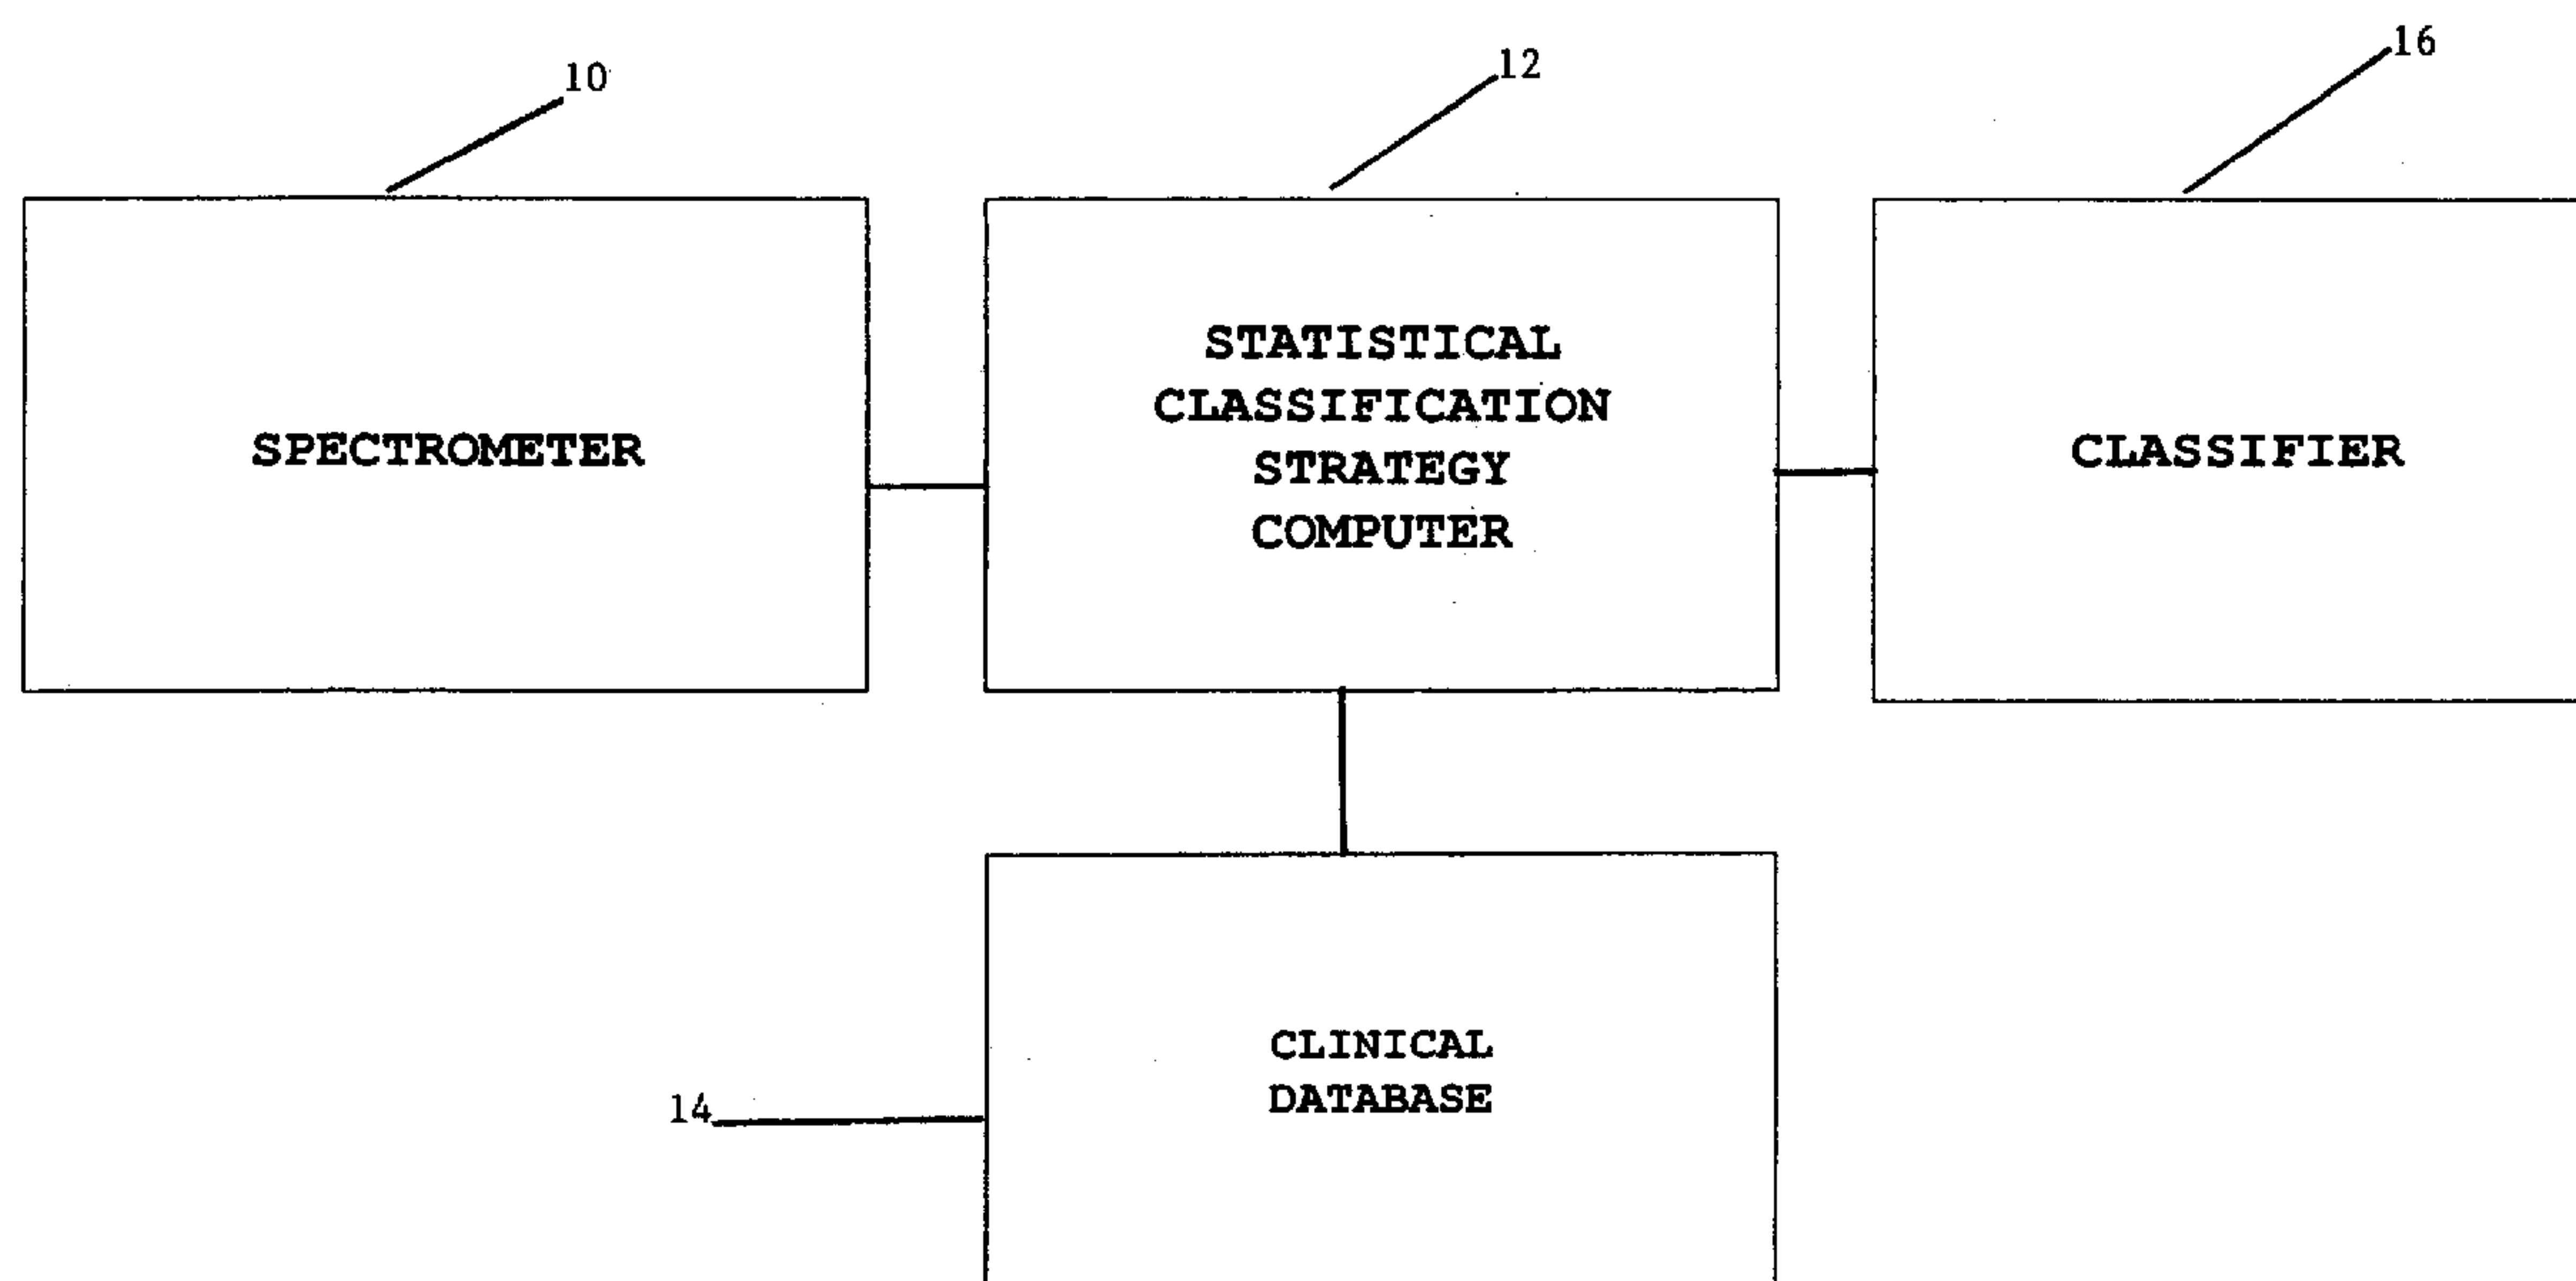 10
12
16
SPECTROMETER
STATISTICAL
CLASSIFICATION
STRATEGY
COMPUTER
CLASSIFIER
14
CLINICAL
DATABASE